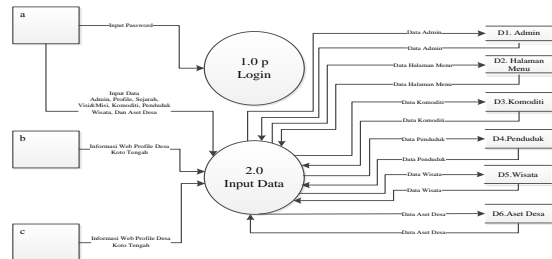 a
Input Password
1.0 p
Login
Input Data
Admin, Profile, Sejarah,
Visi&Misi, Komoditi, Penduduk
Wisata, Dan Aset Desa
b
Informasi Web Profile Desa
Koto Tengah
2.0
Input Data
c
Informasi Web Profile Desa
Koto Tengah
Data Admin
D1. Admin
Data Admin
Data Halaman Menu
D2. Halaman
Menu
Data Halaman Menu
Data Komoditi
D3.Komoditi
Data Komoditi
Data Penduduk
D4.Penduduk
Data Penduduk
Data Wisata
D5.Wisata
Data Wisata
Data Aset Desa
D6.Aset Desa
Data Aset Desa